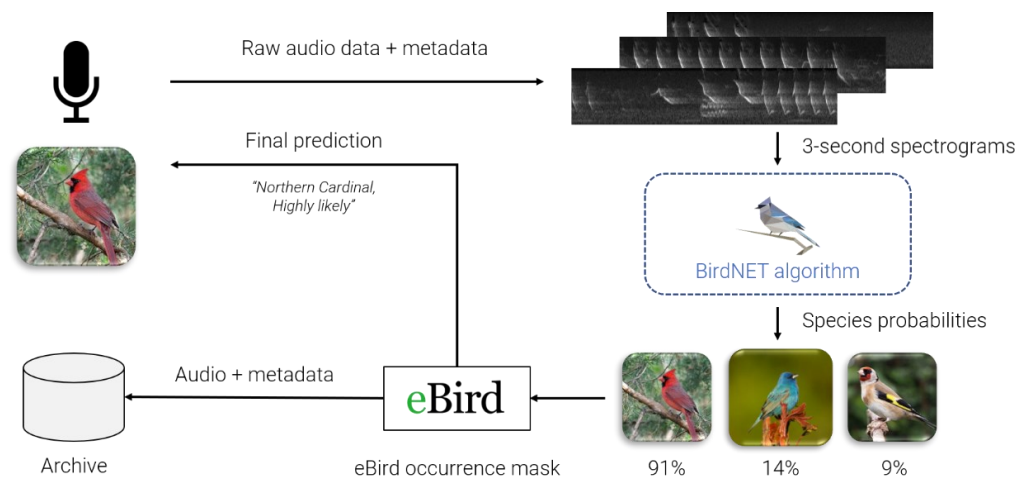 Raw audio data + metadata
3-second spectrograms
BirdNET algorithm
Species probabilities
91%
14%
9%
eBird
eBird occurrence mask
Final prediction
“Northern Cardinal,
Highly likely”
Audio + metadata
Archive